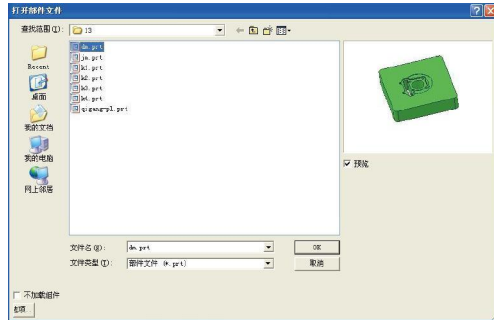 打开部件文件
查找范围(I):
13
dm.prt
jm.prt
k1.prt
k2.prt
k3.prt
k4.prt
qigang-pl.prt
Recent
桌面
我的文档
我的电脑
网上邻居
预览
文件名(N):
dm.prt
OK
文件类型(T):
部件文件 (*.prt)
取消
不加载组件
选项